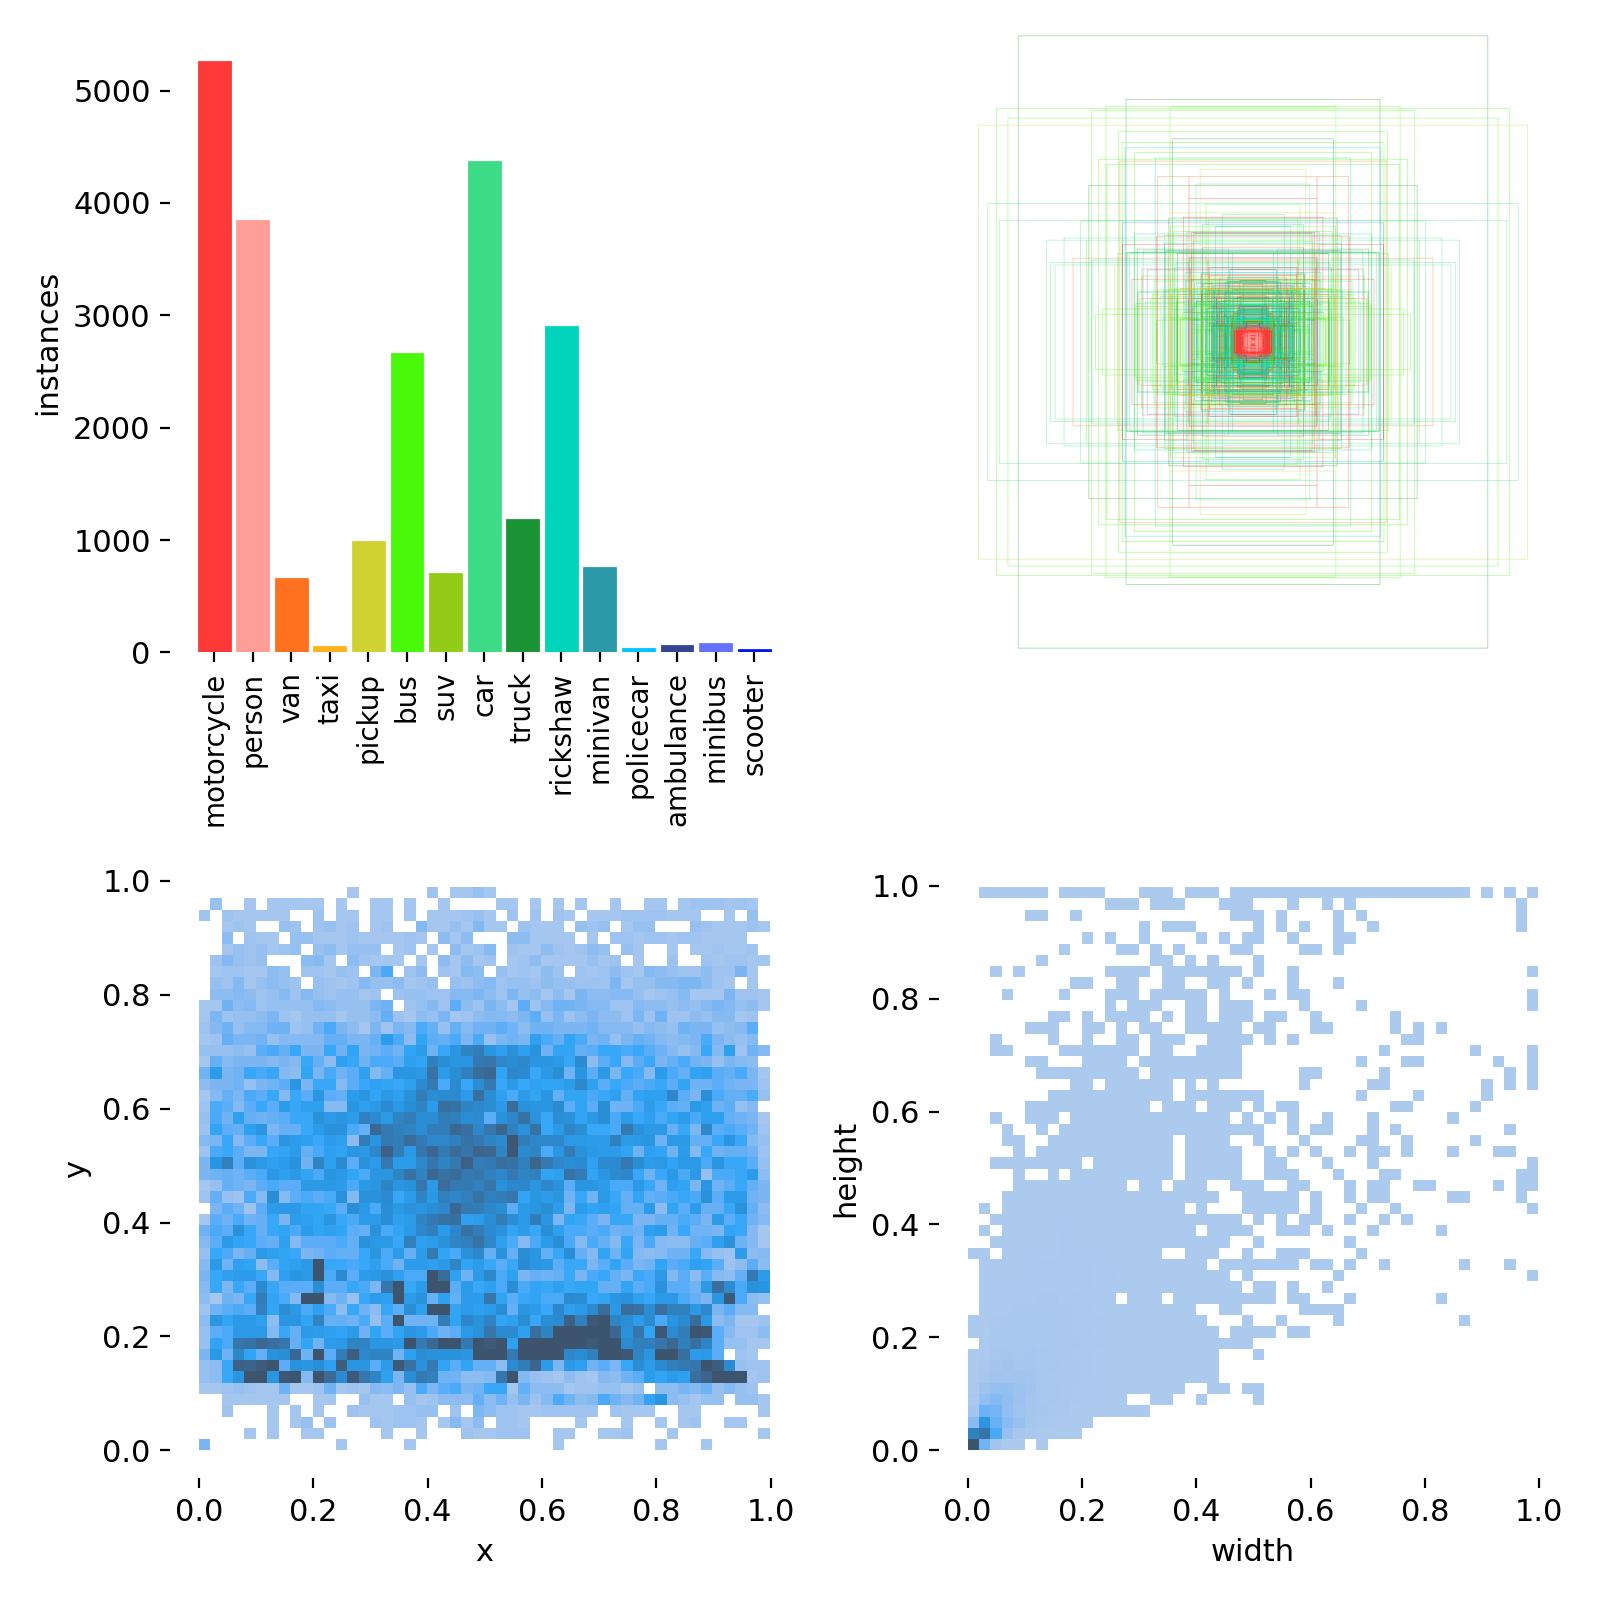 5000
4000
3000
2000
1000
0
instances
motorcycle
person
van
taxi
pickup
bus
suv
car
truck
rickshaw
minivan
policecar
ambulance
minibus
scooter
1.0
0.8
0.6
0.4
0.2
0.0
y
0.0 0.2 0.4 0.6 0.8 1.0
x
1.0
0.8
0.6
0.4
0.2
0.0
height
0.0 0.2 0.4 0.6 0.8 1.0
width